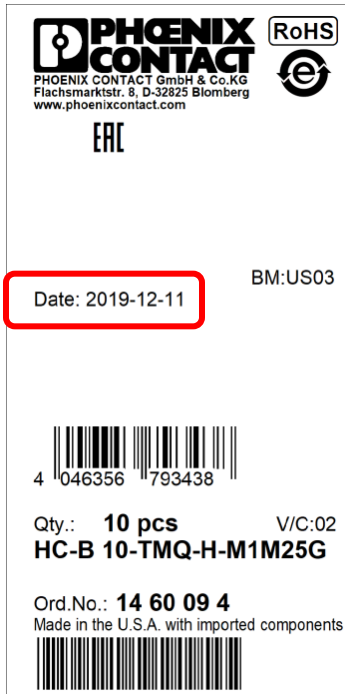 PHŒNIX
CONTACT
RoHS
e
PHOENIX CONTACT GmbH & Co.KG
Flachsmarktstr. 8, D-32825 Blomberg
www.phoenixcontact.com
EAC
BM:US03
Date: 2019-12-11
4 046356 793438
Qty.: 10 pcs V/C:02
HC-B 10-TMQ-H-M1M25G
Ord.No.: 14 60 09 4
Made in the U.S.A. with imported components